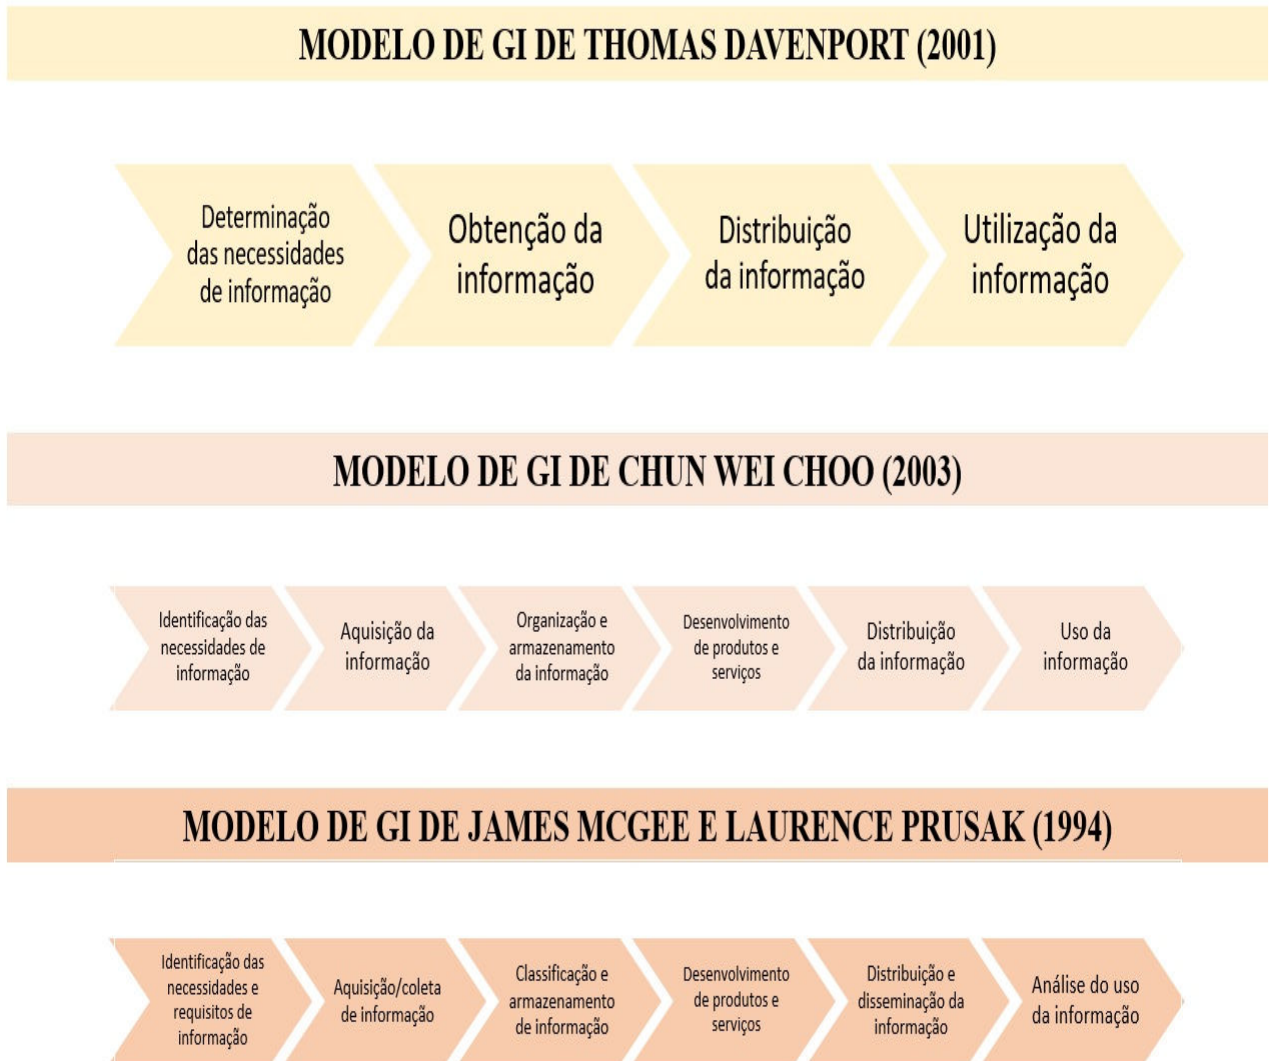 MODELO DE GI DE THOMAS DAVENPORT (2001)
Determinação
das necessidades
de informação
Obtenção da
informação
Distribuição
da informação
Utilização da
informação
MODELO DE GI DE CHUN WEI CHOO (2003)
Identificação das
necessidades de
informação
Aquisição da
informação
Organização e
armazenamento
da informação
Desenvolvimento
de produtos e
serviços
Distribuição
da informação
Uso da
informação
MODELO DE GI DE JAMES MCGEE E LAURENCE PRUSAK (1994)
Identificação das
necessidades e
requisitos de
informação
Aquisição/coleta
de informação
Classificação e
armazenamento
de informação
Desenvolvimento
de produtos e
serviços
Distribuição e
disseminação da
informação
Análise do uso
da informação